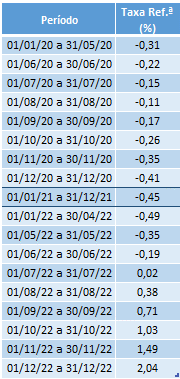 Período Taxa Ref.ª (%)
01/01/20 a 31/05/20 -0,31
01/06/20 a 30/06/20 -0,22
01/07/20 a 31/07/20 -0,15
01/08/20 a 31/08/20 -0,11
01/09/20 a 30/09/20 -0,17
01/10/20 a 31/10/20 -0,26
01/11/20 a 30/11/20 -0,35
01/12/20 a 31/12/20 -0,41
01/01/21 a 31/12/21 -0,45
01/01/22 a 30/04/22 -0,49
01/05/22 a 31/05/22 -0,35
01/06/22 a 30/06/22 -0,19
01/07/22 a 31/07/22 0,02
01/08/22 a 31/08/22 0,38
01/09/22 a 30/09/22 0,71
01/10/22 a 31/10/22 1,03
01/11/22 a 30/11/22 1,49
01/12/22 a 31/12/22 2,04